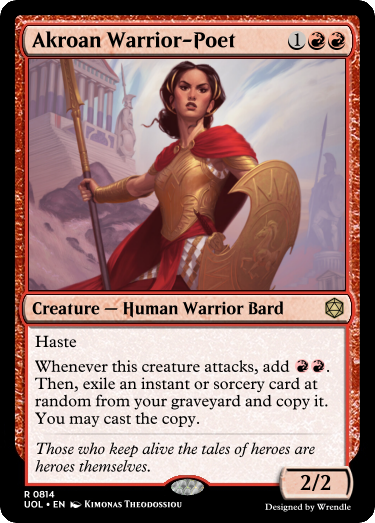 Akroan Warrior-Poet 1
Creature — Human Warrior Bard
Haste
Whenever this creature attacks, add .
Then, exile an instant or sorcery card at
random from your graveyard and copy it.
You may cast the copy.
Those who keep alive the tales of heroes are
heroes themselves.
2/2
R 0814
UOL • EN Kimonas Theodossiou
Designed by Wrendle